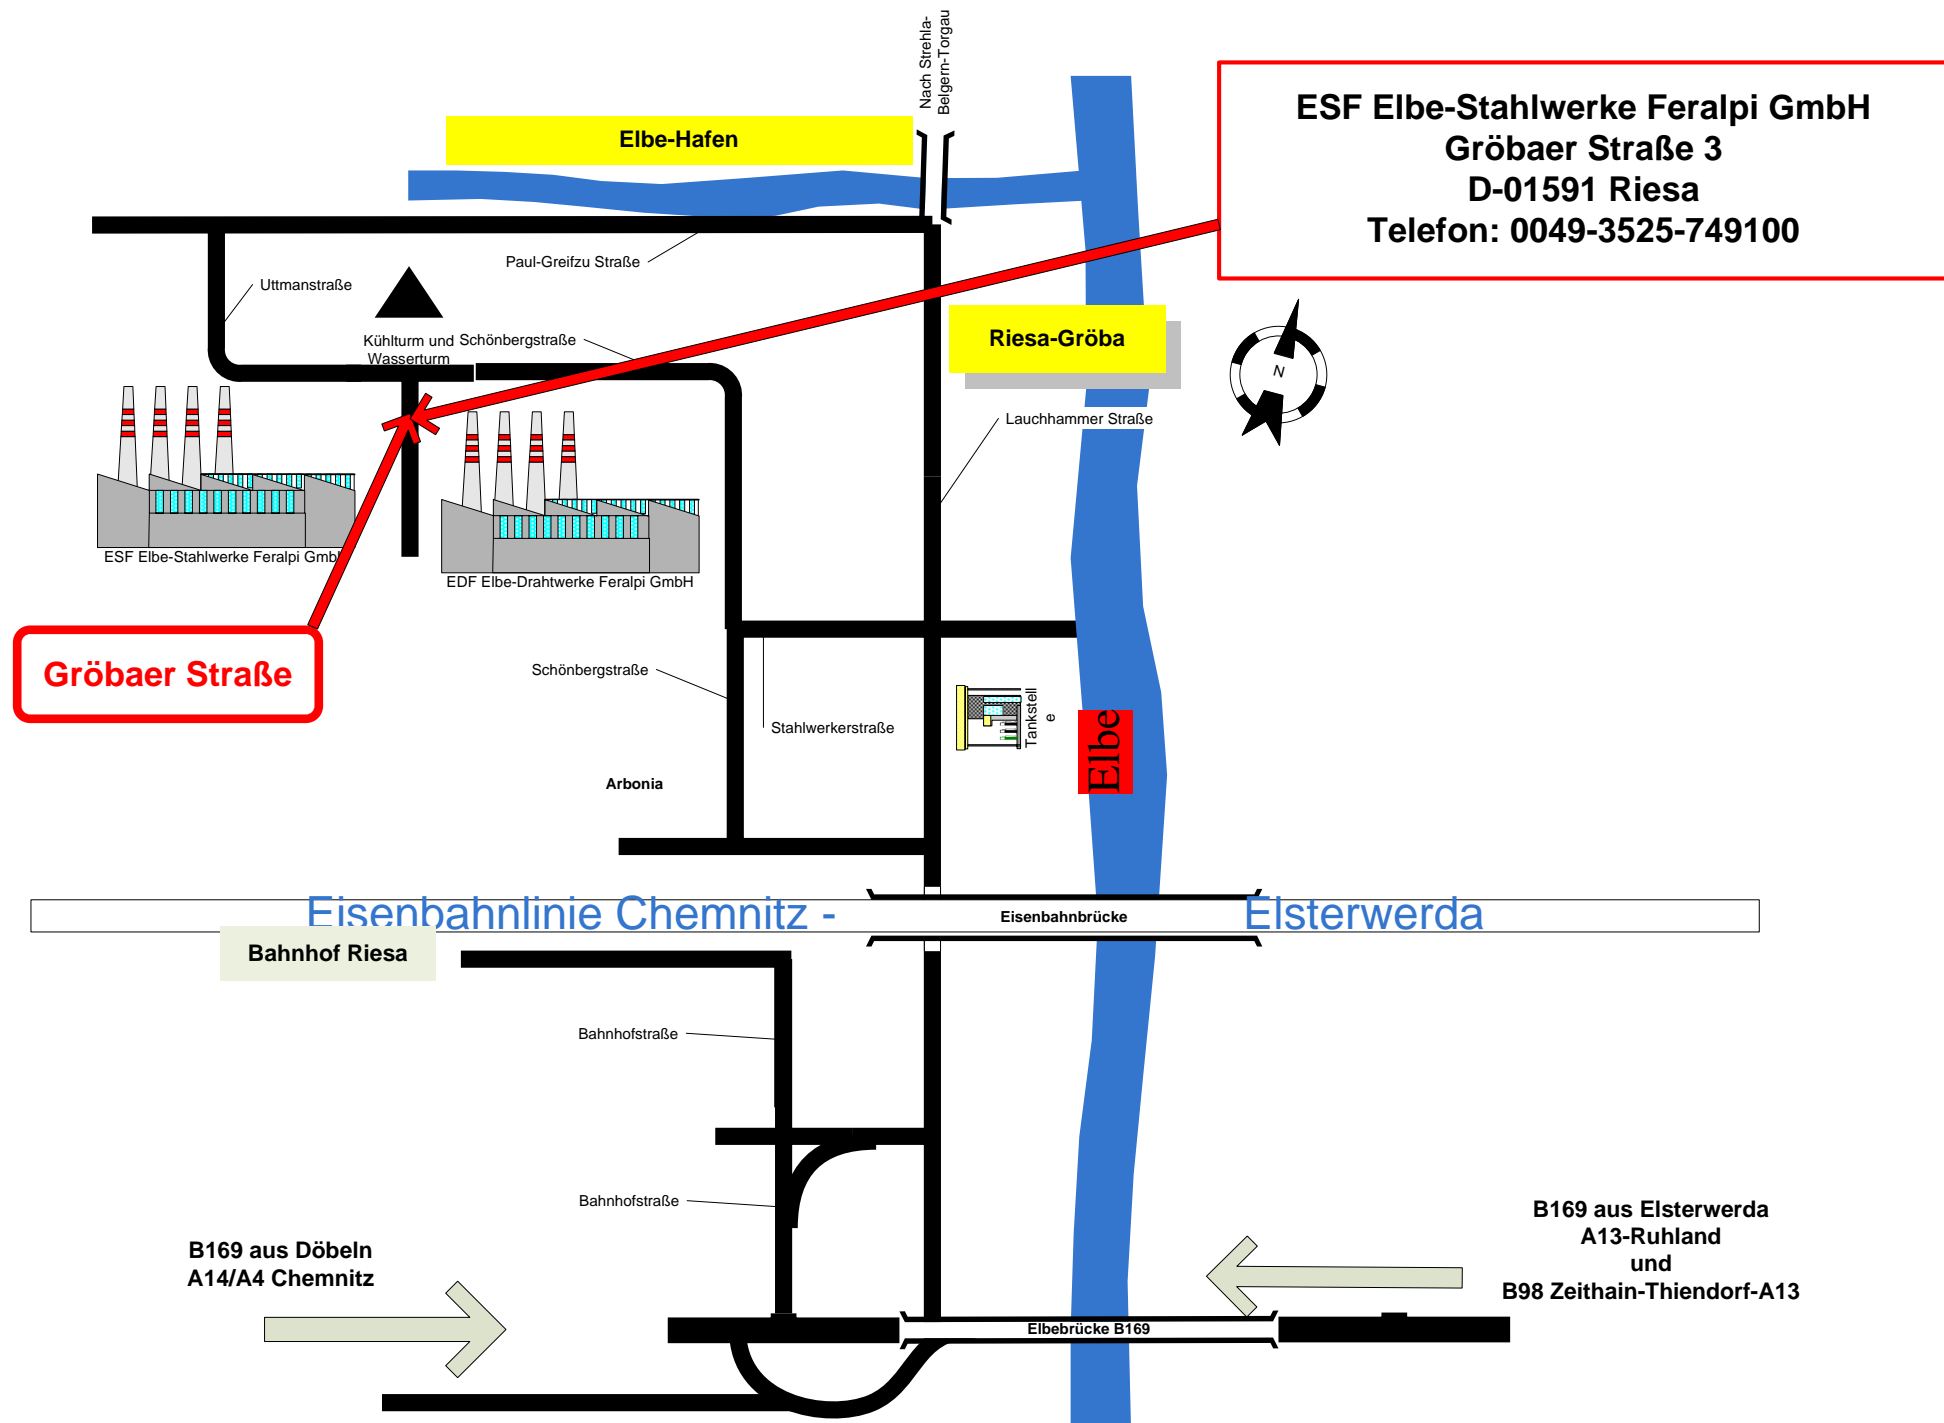 Nach Strehla-
Belgern-Torgau
ESF Elbe-Stahlwerke Feralpi GmbH
Gröbaer Straße 3
D-01591 Riesa
Telefon: 0049-3525-749100
Elbe-Hafen
Paul-Greifzu Straße
Uttmanstraße
Kühlturm und
Wasserturm
Schönbergstraße
Riesa-Gröba
N
Lauchhammer Straße
ESF Elbe-Stahlwerke Feralpi Gmb
EDF Elbe-Drahtwerke Feralpi GmbH
Gröbaer Straße
Schönbergstraße
Stahlwerkerstraße
Tankstell
e
Elbe
Arbonia
Eisenbahnlinie Chemnitz -
Eisenbahnbrücke
Elsterwerda
Bahnhof Riesa
Bahnhofstraße
Bahnhofstraße
B169 aus Döbeln
A14/A4 Chemnitz
B169 aus Elsterwerda
A13-Ruhland
und
B98 Zeithain-Thiendorf-A13
Elbebrücke B169